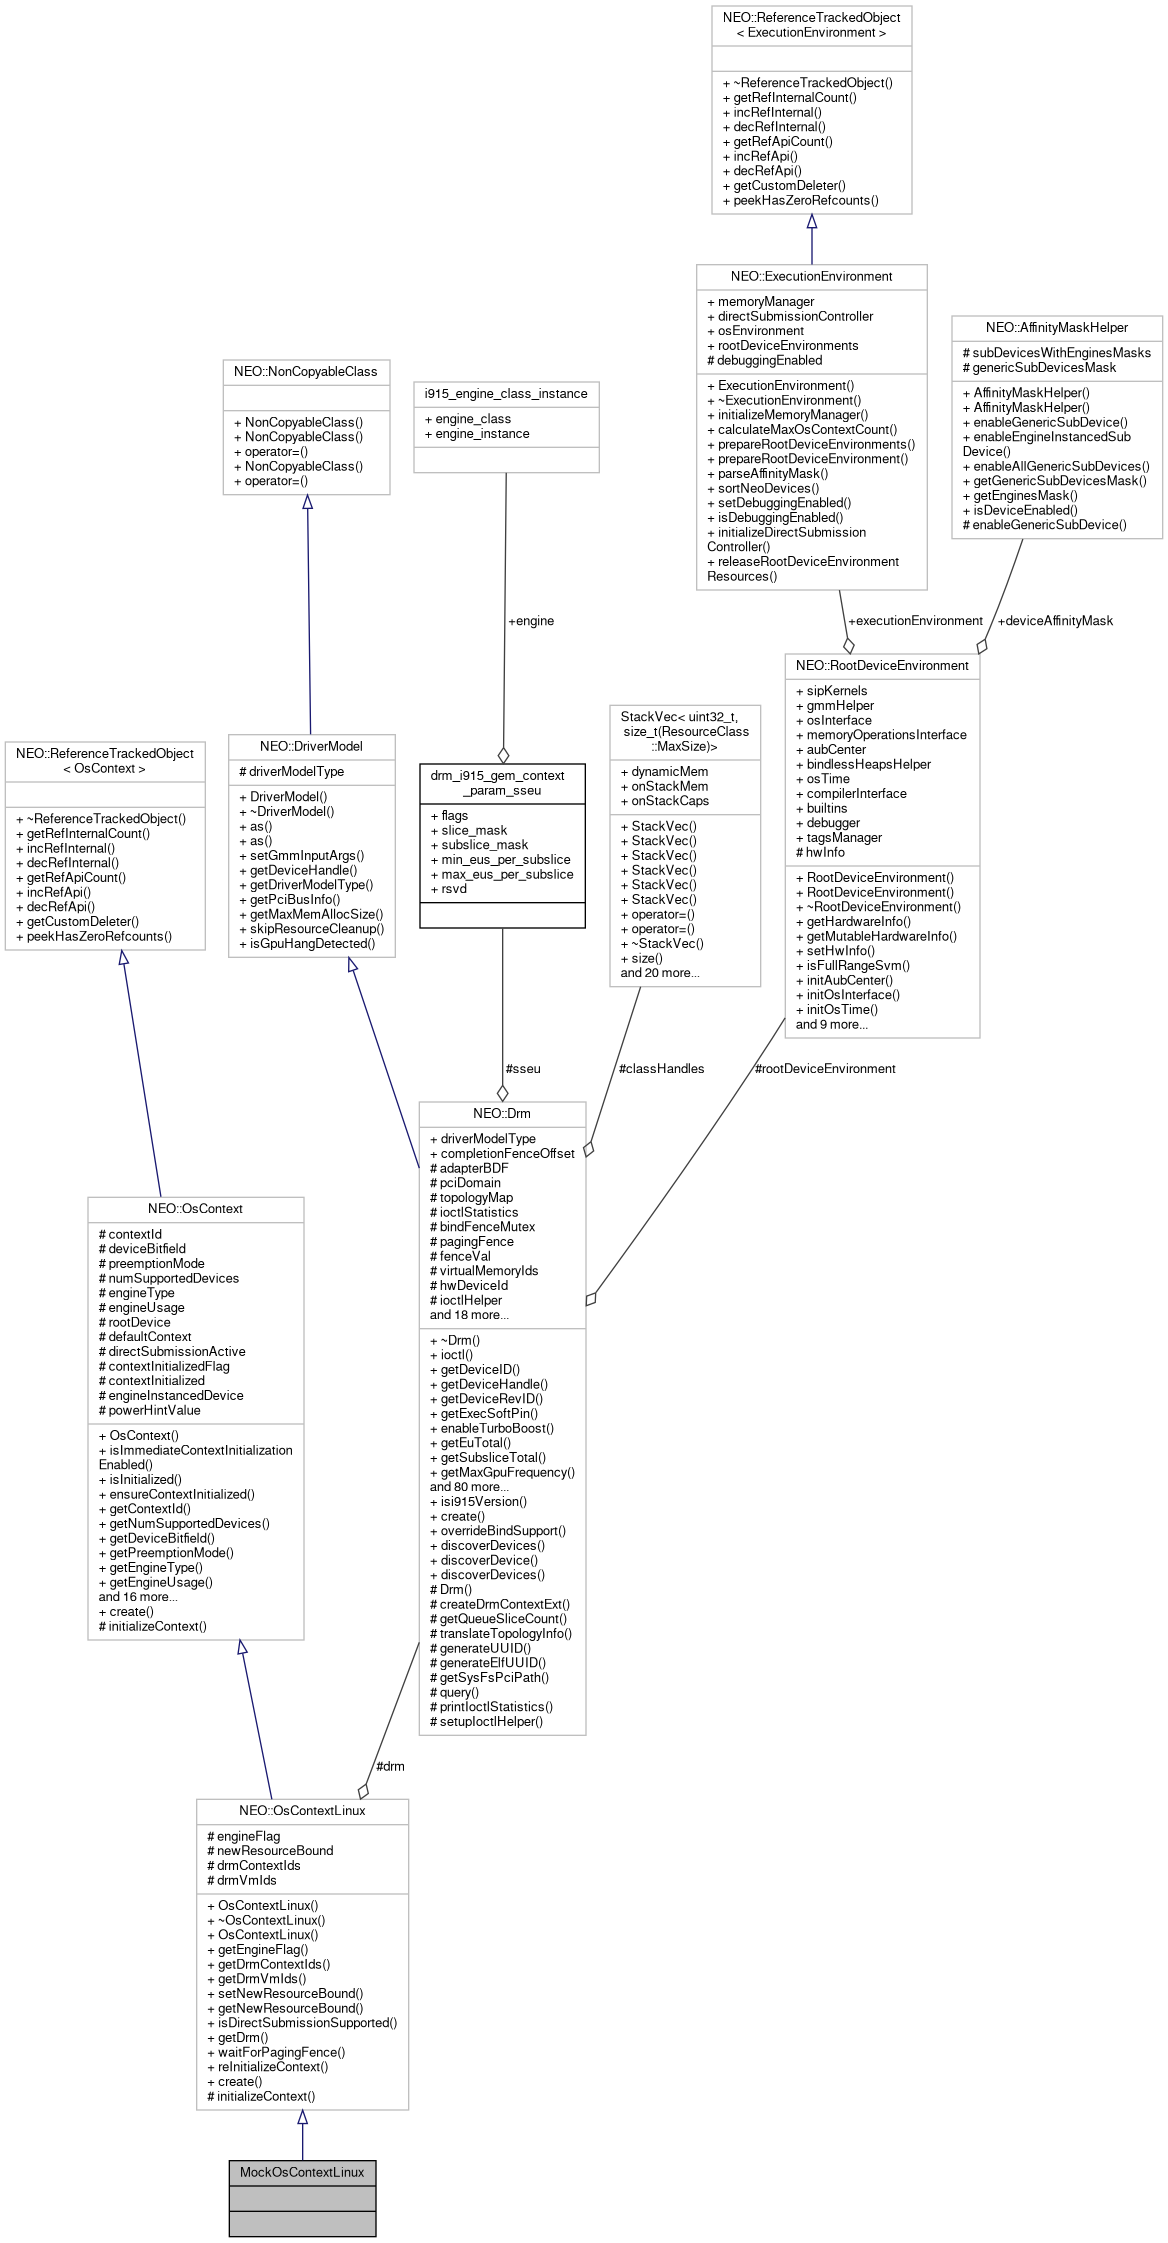 NEO::ReferenceTrackedObject
< ExecutionEnvironment >
+ ~ReferenceTrackedObject()
+ getRefInternalCount()
+ incRefInternal()
+ decRefInternal()
+ getRefApiCount()
+ incRefApi()
+ decRefApi()
+ getCustomDeleter()
+ peekHasZeroRefcounts()
NEO::ExecutionEnvironment
+ memoryManager
+ directSubmissionController
+ osEnvironment
+ rootDeviceEnvironments
# debuggingEnabled
+ ExecutionEnvironment()
+ ~ExecutionEnvironment()
+ initializeMemoryManager()
+ calculateMaxOsContextCount()
+ prepareRootDeviceEnvironments()
+ prepareRootDeviceEnvironment()
+ parseAffinityMask()
+ sortNeoDevices()
+ setDebuggingEnabled()
+ isDebuggingEnabled()
+ initializeDirectSubmission
Controller()
+ releaseRootDeviceEnvironment
Resources()
NEO::AffinityMaskHelper
# subDevicesWithEnginesMasks
# genericSubDevicesMask
+ AffinityMaskHelper()
+ AffinityMaskHelper()
+ enableGenericSubDevice()
+ enableEngineInstancedSub
Device()
+ enableAllGenericSubDevices()
+ getGenericSubDevicesMask()
+ getEnginesMask()
+ isDeviceEnabled()
# enableGenericSubDevice()
NEO::NonCopyableClass
+ NonCopyableClass()
+ NonCopyableClass()
+ operator=()
+ NonCopyableClass()
+ operator=()
i915_engine_class_instance
+ engine_class
+ engine_instance
+engine
+executionEnvironment
+deviceAffinityMask
NEO::RootDeviceEnvironment
+ sipKernels
+ gmmHelper
+ osInterface
+ memoryOperationsInterface
+ aubCenter
+ bindlessHeapsHelper
+ osTime
+ compilerInterface
+ builtins
+ debugger
+ tagsManager
# hwInfo
+ RootDeviceEnvironment()
+ RootDeviceEnvironment()
+ ~RootDeviceEnvironment()
+ getHardwareInfo()
+ getMutableHardwareInfo()
+ setHwInfo()
+ isFullRangeSvm()
+ initAubCenter()
+ initOsInterface()
+ initOsTime()
and 9 more...
StackVec< uint32_t,
size_t(ResourceClass
::MaxSize)>
+ dynamicMem
+ onStackMem
+ onStackCaps
+ StackVec()
+ StackVec()
+ StackVec()
+ StackVec()
+ StackVec()
+ StackVec()
+ operator=()
+ operator=()
+ ~StackVec()
+ size()
and 20 more...
NEO::ReferenceTrackedObject
< OsContext >
+ ~ReferenceTrackedObject()
+ getRefInternalCount()
+ incRefInternal()
+ decRefInternal()
+ getRefApiCount()
+ incRefApi()
+ decRefApi()
+ getCustomDeleter()
+ peekHasZeroRefcounts()
NEO::DriverModel
# driverModelType
+ DriverModel()
+ ~DriverModel()
+ as()
+ as()
+ setGmmInputArgs()
+ getDeviceHandle()
+ getDriverModelType()
+ getPciBusInfo()
+ getMaxMemAllocSize()
+ skipResourceCleanup()
+ isGpuHangDetected()
drm_i915_gem_context
_param_sseu
+ flags
+ slice_mask
+ subslice_mask
+ min_eus_per_subslice
+ max_eus_per_subslice
+ rsvd
#sseu
#classHandles
#rootDeviceEnvironment
NEO::Drm
+ driverModelType
+ completionFenceOffset
# adapterBDF
# pciDomain
# topologyMap
# ioctlStatistics
# bindFenceMutex
# pagingFence
# fenceVal
# virtualMemoryIds
# hwDeviceId
# ioctlHelper
and 18 more...
+ ~Drm()
+ ioctl()
+ getDeviceID()
+ getDeviceHandle()
+ getDeviceRevID()
+ getExecSoftPin()
+ enableTurboBoost()
+ getEuTotal()
+ getSubsliceTotal()
+ getMaxGpuFrequency()
and 80 more...
+ isi915Version()
+ create()
+ overrideBindSupport()
+ discoverDevices()
+ discoverDevice()
+ discoverDevices()
# Drm()
# createDrmContextExt()
# getQueueSliceCount()
# translateTopologyInfo()
# generateUUID()
# generateElfUUID()
# getSysFsPciPath()
# query()
# printIoctlStatistics()
# setupIoctlHelper()
NEO::OsContext
# contextId
# deviceBitfield
# preemptionMode
# numSupportedDevices
# engineType
# engineUsage
# rootDevice
# defaultContext
# directSubmissionActive
# contextInitializedFlag
# contextInitialized
# engineInstancedDevice
# powerHintValue
+ OsContext()
+ isImmediateContextInitialization
Enabled()
+ isInitialized()
+ ensureContextInitialized()
+ getContextId()
+ getNumSupportedDevices()
+ getDeviceBitfield()
+ getPreemptionMode()
+ getEngineType()
+ getEngineUsage()
and 16 more...
+ create()
# initializeContext()
#drm
NEO::OsContextLinux
# engineFlag
# newResourceBound
# drmContextIds
# drmVmIds
+ OsContextLinux()
+ ~OsContextLinux()
+ OsContextLinux()
+ getEngineFlag()
+ getDrmContextIds()
+ getDrmVmIds()
+ setNewResourceBound()
+ getNewResourceBound()
+ isDirectSubmissionSupported()
+ getDrm()
+ waitForPagingFence()
+ reInitializeContext()
+ create()
# initializeContext()
MockOsContextLinux